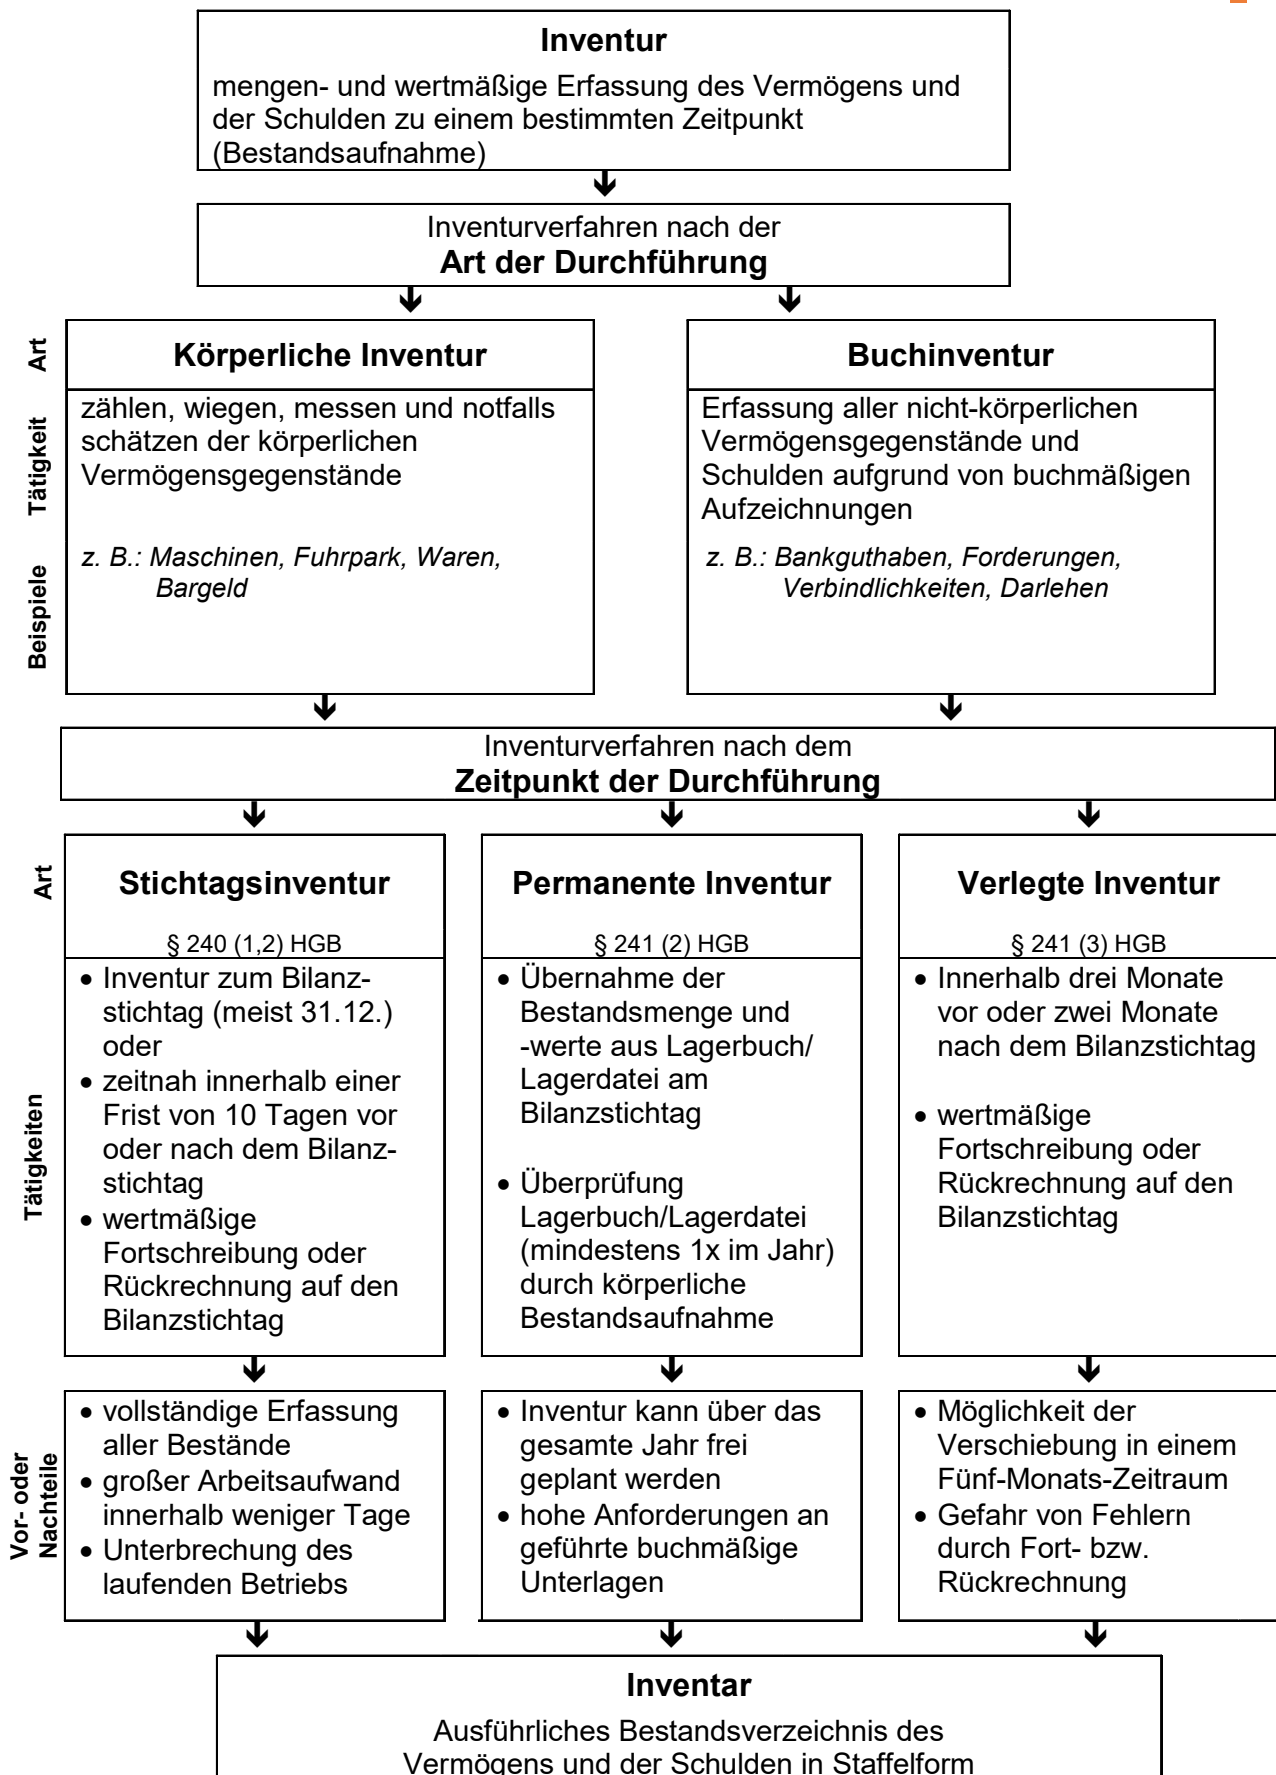 Inventur
mengen- und wertmäßige Erfassung des Vermögens und
der Schulden zu einem bestimmten Zeitpunkt
(Bestandsaufnahme)
Inventurverfahren nach der
Art der Durchführung
Art
Körperliche Inventur
Tätigkeit
zählen, wiegen, messen und notfalls
schätzen der körperlichen
Vermögensgegenstände
Beispiele
z. B.: Maschinen, Fuhrpark, Waren,
Bargeld
Buchinventur
Erfassung aller nicht-körperlichen
Vermögensgegenstände und
Schulden aufgrund von buchmäßigen
Aufzeichnungen
z. B.: Bankguthaben, Forderungen,
Verbindlichkeiten, Darlehen
Inventurverfahren nach dem
Zeitpunkt der Durchführung
Art
Stichtagsinventur
§ 240 (1,2) HGB
Tätigkeiten
• Inventur zum Bilanz-
stichtag (meist 31.12.)
oder
• zeitnah innerhalb einer
Frist von 10 Tagen vor
oder nach dem Bilanz-
stichtag
• wertmäßige
Fortschreibung oder
Rückrechnung auf den
Bilanzstichtag
Permanente Inventur
§ 241 (2) HGB
• Übernahme der
Bestandsmenge und
-werte aus Lagerbuch/
Lagerdatei am
Bilanzstichtag
• Überprüfung
Lagerbuch/Lagerdatei
(mindestens 1x im Jahr)
durch körperliche
Bestandsaufnahme
Verlegte Inventur
§ 241 (3) HGB
• Innerhalb drei Monate
vor oder zwei Monate
nach dem Bilanzstichtag
• wertmäßige
Fortschreibung oder
Rückrechnung auf den
Bilanzstichtag
Vor- oder
Nachteile
• vollständige Erfassung
aller Bestände
• großer Arbeitsaufwand
innerhalb weniger Tage
• Unterbrechung des
laufenden Betriebs
• Inventur kann über das
gesamte Jahr frei
geplant werden
• hohe Anforderungen an
geführte buchmäßige
Unterlagen
• Möglichkeit der
Verschiebung in einem
Fünf-Monats-Zeitraum
• Gefahr von Fehlern
durch Fort- bzw.
Rückrechnung
Inventar
Ausführliches Bestandsverzeichnis des
Vermögens und der Schulden in Staffelform